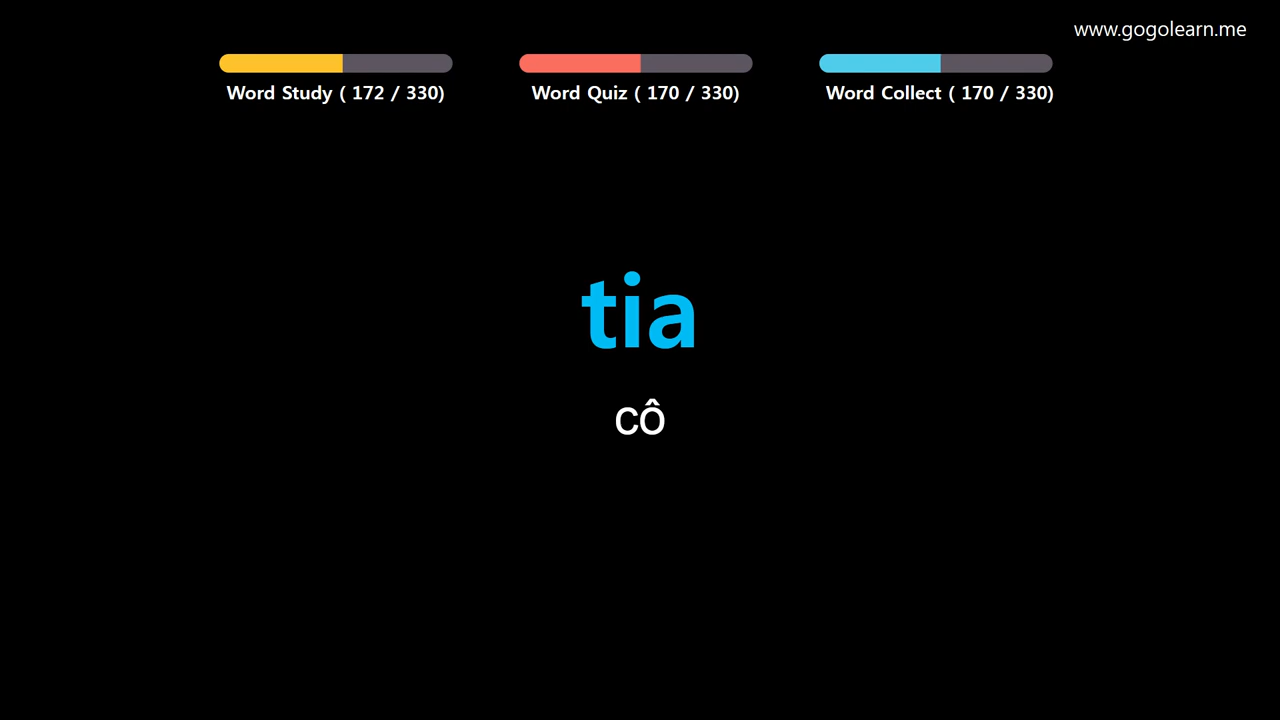 www.gogolearn.me
Word Study ( 172 / 330)
Word Quiz ( 170 / 330)
Word Collect ( 170 / 330)
tia
cô